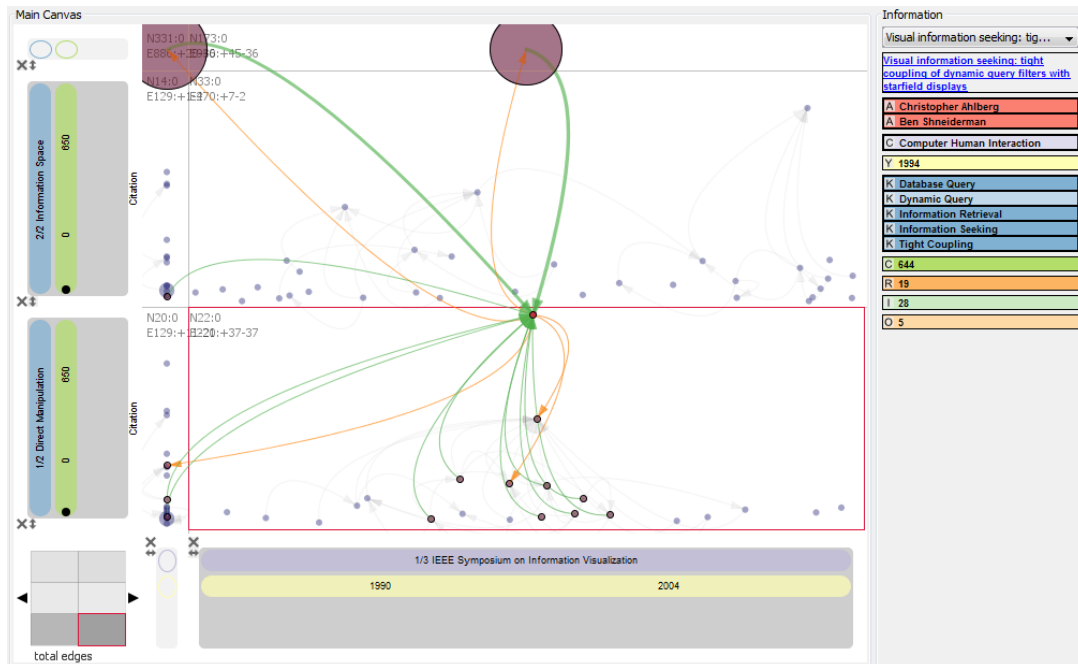 Main Canvas
N331:0 N173:0
N14:0 N33:0
2/2 Information Space
650
0
Citation
N20:0 N22:0
1/2 Direct Manipulation
650
0
Citation
1/3 IEEE Symposium on Information Visualization
1990 2004
total edges
Information
Visual information seeking: tig...
Visual information seeking: tight
coupling of dynamic query filters with
starfield displays
A Christopher Ahlberg
A Ben Shneiderman
C Computer Human Interaction
Y 1994
K Database Query
K Dynamic Query
K Information Retrieval
K Information Seeking
K Tight Coupling
C 644
R 19
I 28
O 5